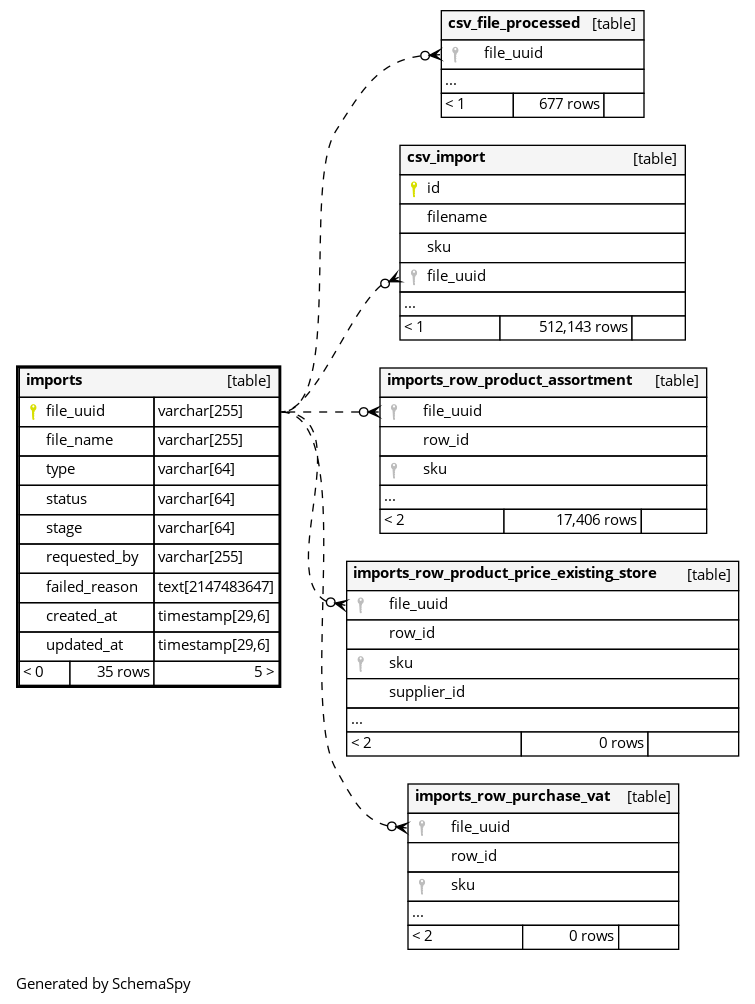 csv_file_processed [table]
file_uuid
...
< 1 677 rows
csv_import [table]
id
filename
sku
file_uuid
...
< 1 512,143 rows
imports [table]
file_uuid varchar[255]
file_name varchar[255]
type varchar[64]
status varchar[64]
stage varchar[64]
requested_by varchar[255]
failed_reason text[2147483647]
created_at timestamp[29,6]
updated_at timestamp[29,6]
< 0 35 rows 5 >
imports_row_product_assortment [table]
file_uuid
row_id
sku
...
< 2 17,406 rows
imports_row_product_price_existing_store [table]
file_uuid
row_id
sku
supplier_id
...
< 2 0 rows
imports_row_purchase_vat [table]
file_uuid
row_id
sku
...
< 2 0 rows
Generated by SchemaSpy